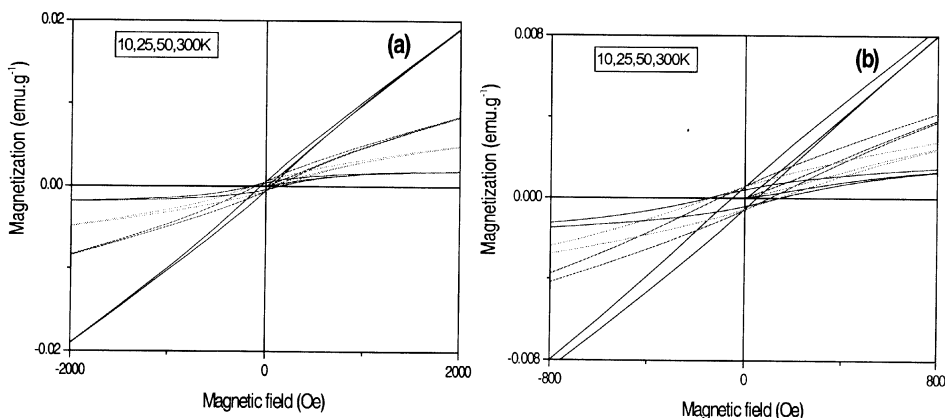 0.02
10,25,50,300K
(a)
Magnetization (emu.g⁻¹)
0.00
-0.02
-2000
0
2000
Magnetic field (Oe)
0.008
10,25,50,300K
(b)
Magnetization (emu.g⁻¹)
0.000
-0.008
-800
0
800
Magnetic field (Oe)